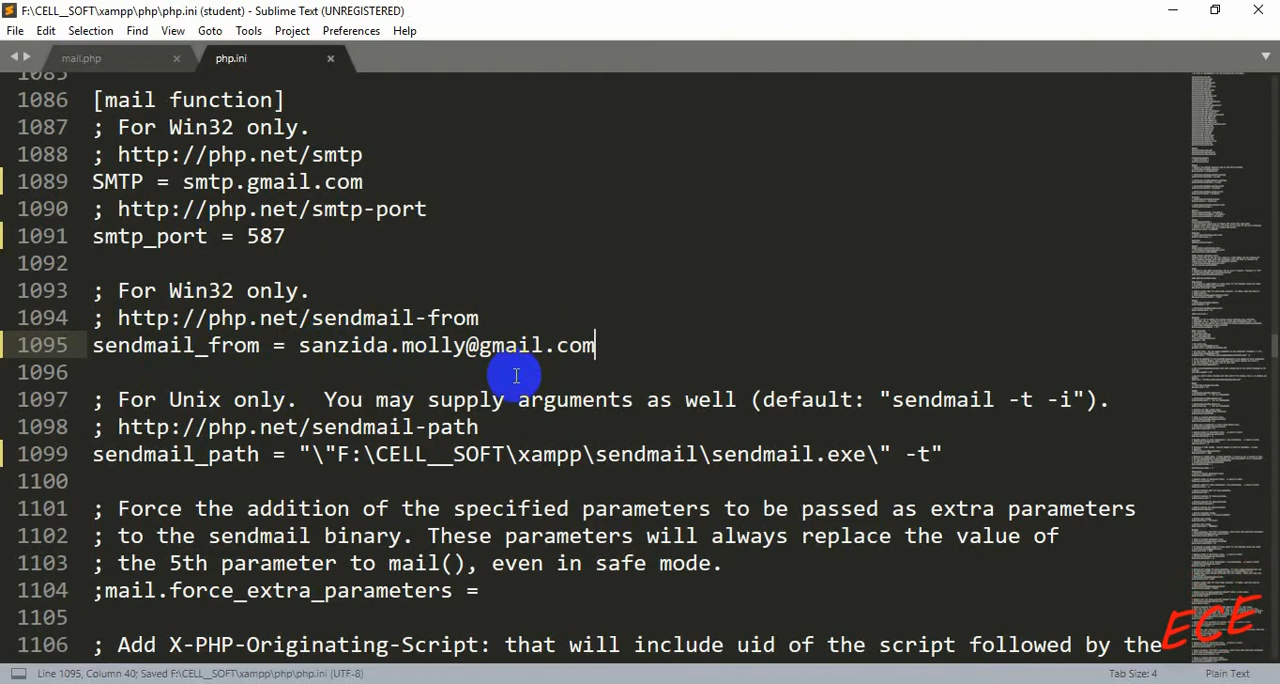 F:\CELL__SOFT\xampp\php\php.ini (student) - Sublime Text (UNREGISTERED)
File Edit Selection Find View Goto Tools Project Preferences Help
mail.php php.ini
1085
1086 [mail function]
1087 ; For Win32 only.
1088 ; http://php.net/smtp
1089 SMTP = smtp.gmail.com
1090 ; http://php.net/smtp-port
1091 smtp_port = 587
1092
1093 ; For Win32 only.
1094 ; http://php.net/sendmail-from
1095 sendmail_from = sanzida.molly@gmail.com
1096
1097 ; For Unix only.  You may supply arguments as well (default: "sendmail -t -i").
1098 ; http://php.net/sendmail-path
1099 sendmail_path = "\"F:\CELL__SOFT\xampp\sendmail\sendmail.exe\" -t"
1100
1101 ; Force the addition of the specified parameters to be passed as extra parameters
1102 ; to the sendmail binary. These parameters will always replace the value of
1103 ; the 5th parameter to mail(), even in safe mode.
1104 ;mail.force_extra_parameters =
1105
1106 ; Add X-PHP-Originating-Script: that will include uid of the script followed by the
ECE
Line 1095, Column 40; Saved F:\CELL__SOFT\xampp\php\php.ini (UTF-8) Tab Size: 4 Plain Text